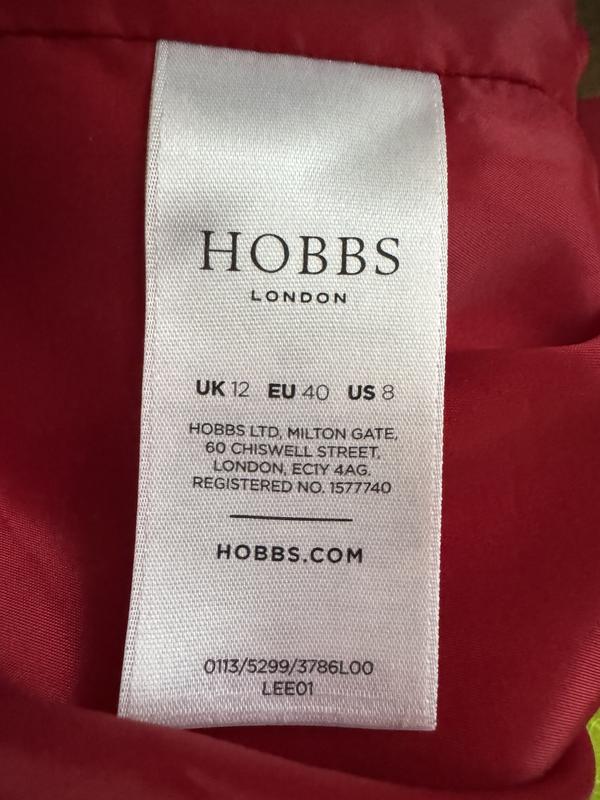 HOBBS
LONDON
UK 12 EU 40 US 8
HOBBS LTD, MILTON GATE,
60 CHISWELL STREET,
LONDON, EC1Y 4AG.
REGISTERED NO. 1577740
HOBBS.COM
0113/5299/3786L00
LEE01